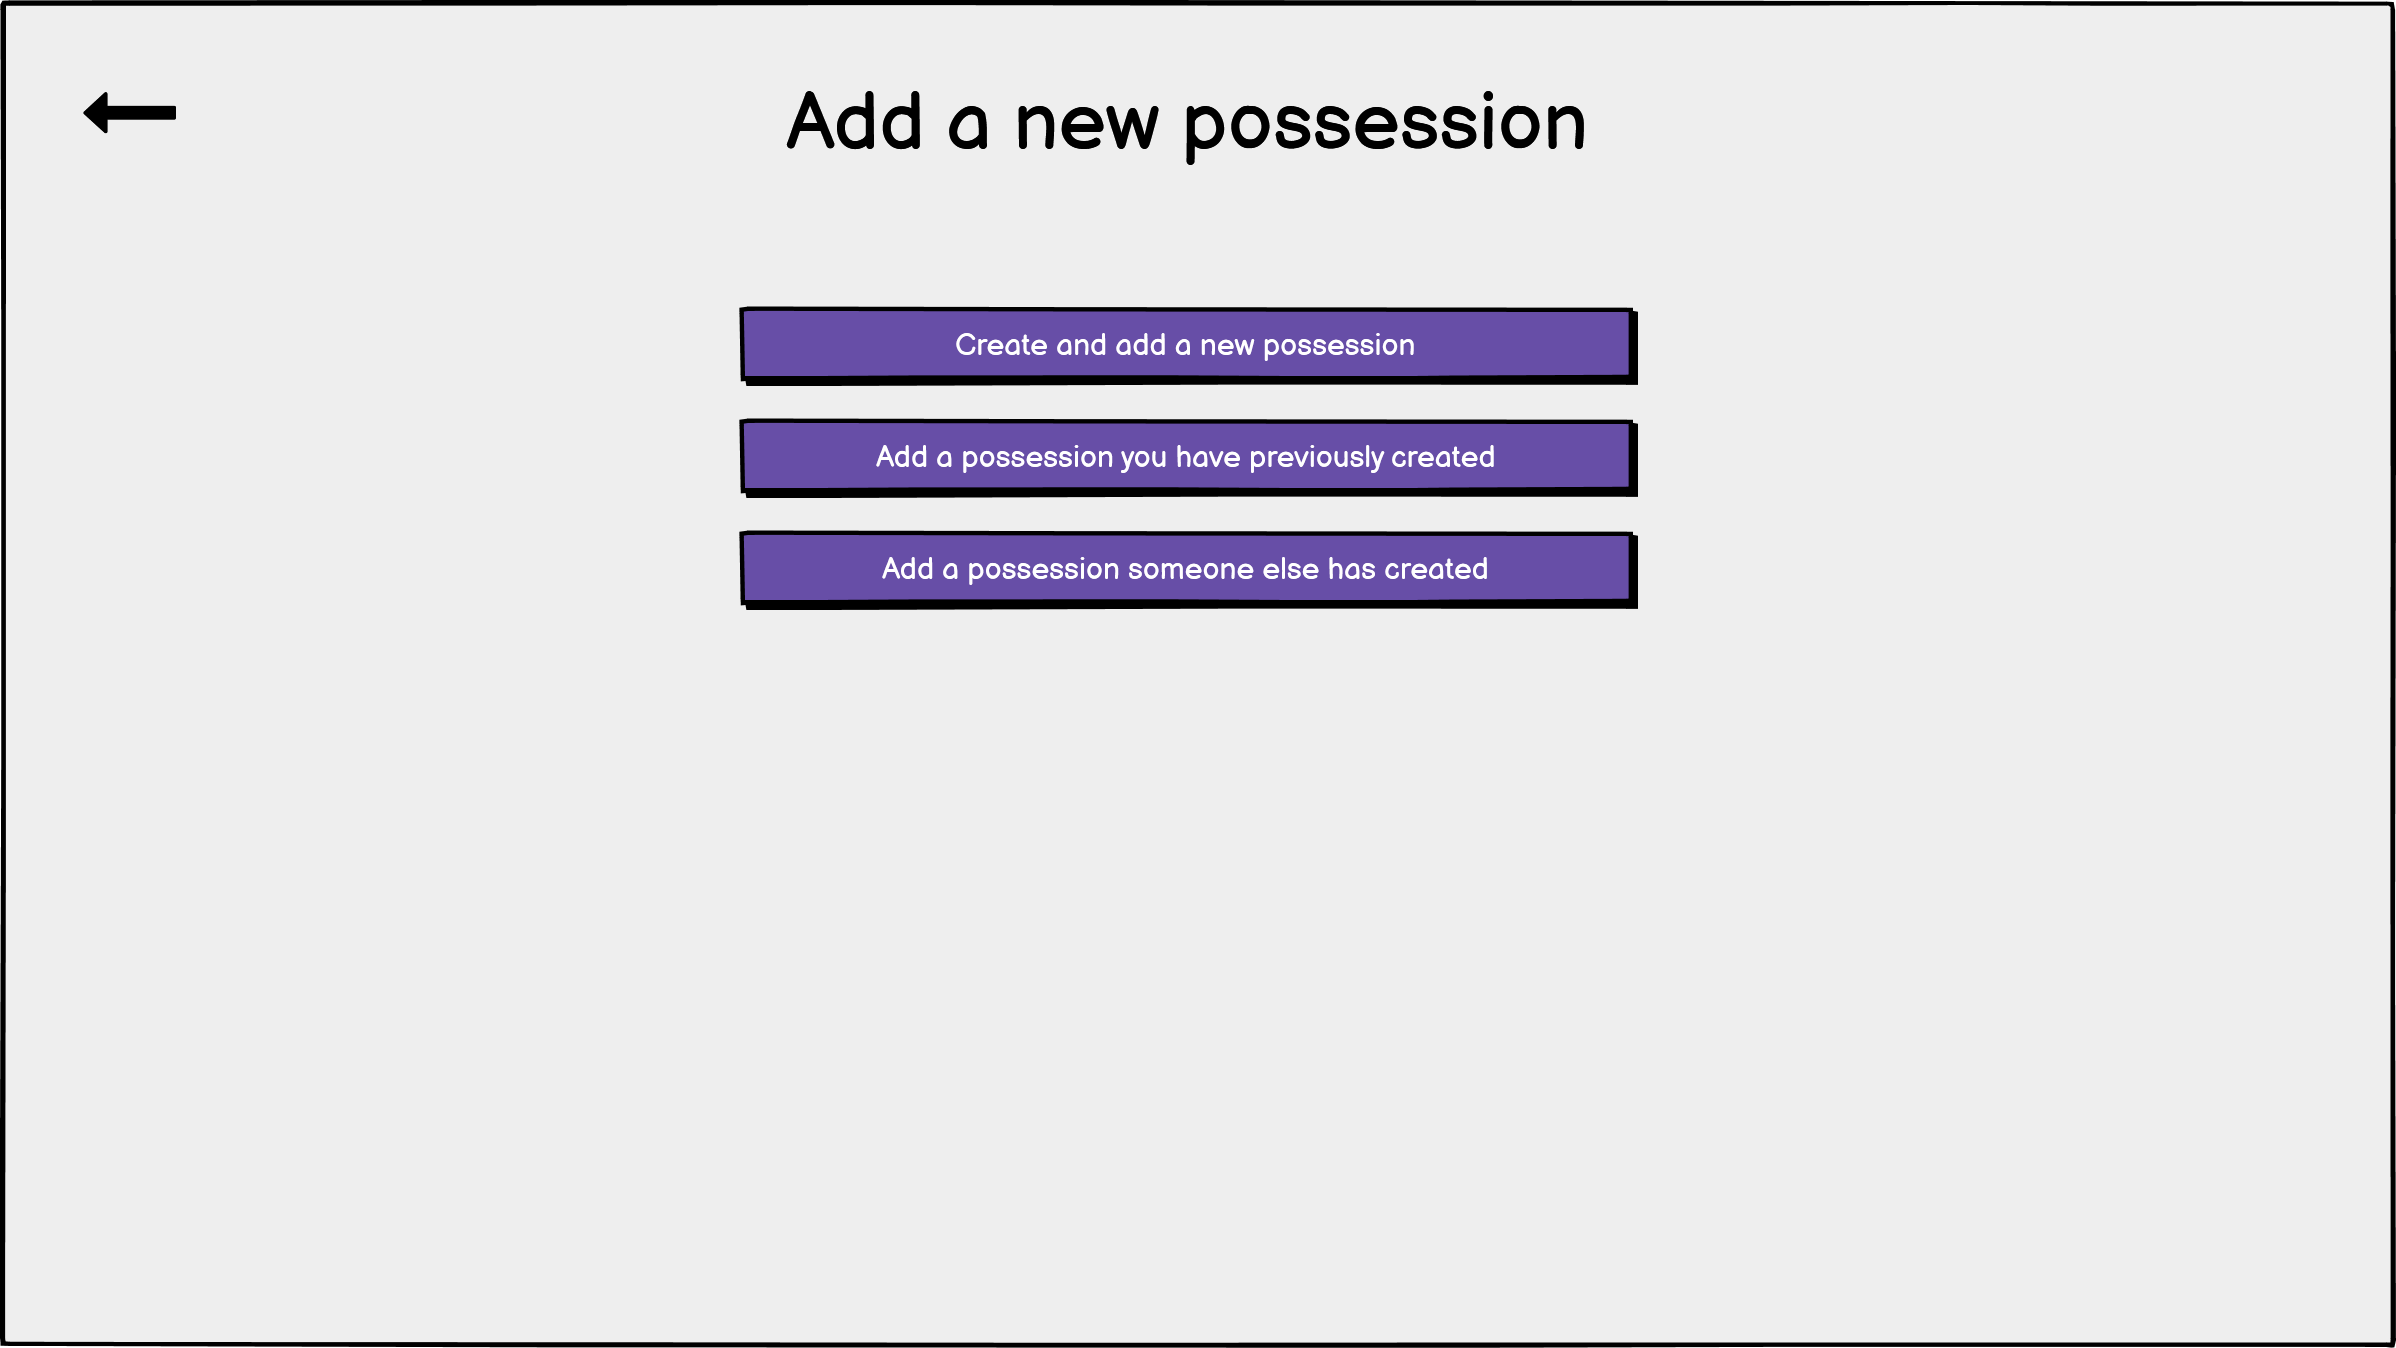 Add a new possession
Create and add a new possession
Add a possession you have previously created
Add a possession someone else has created